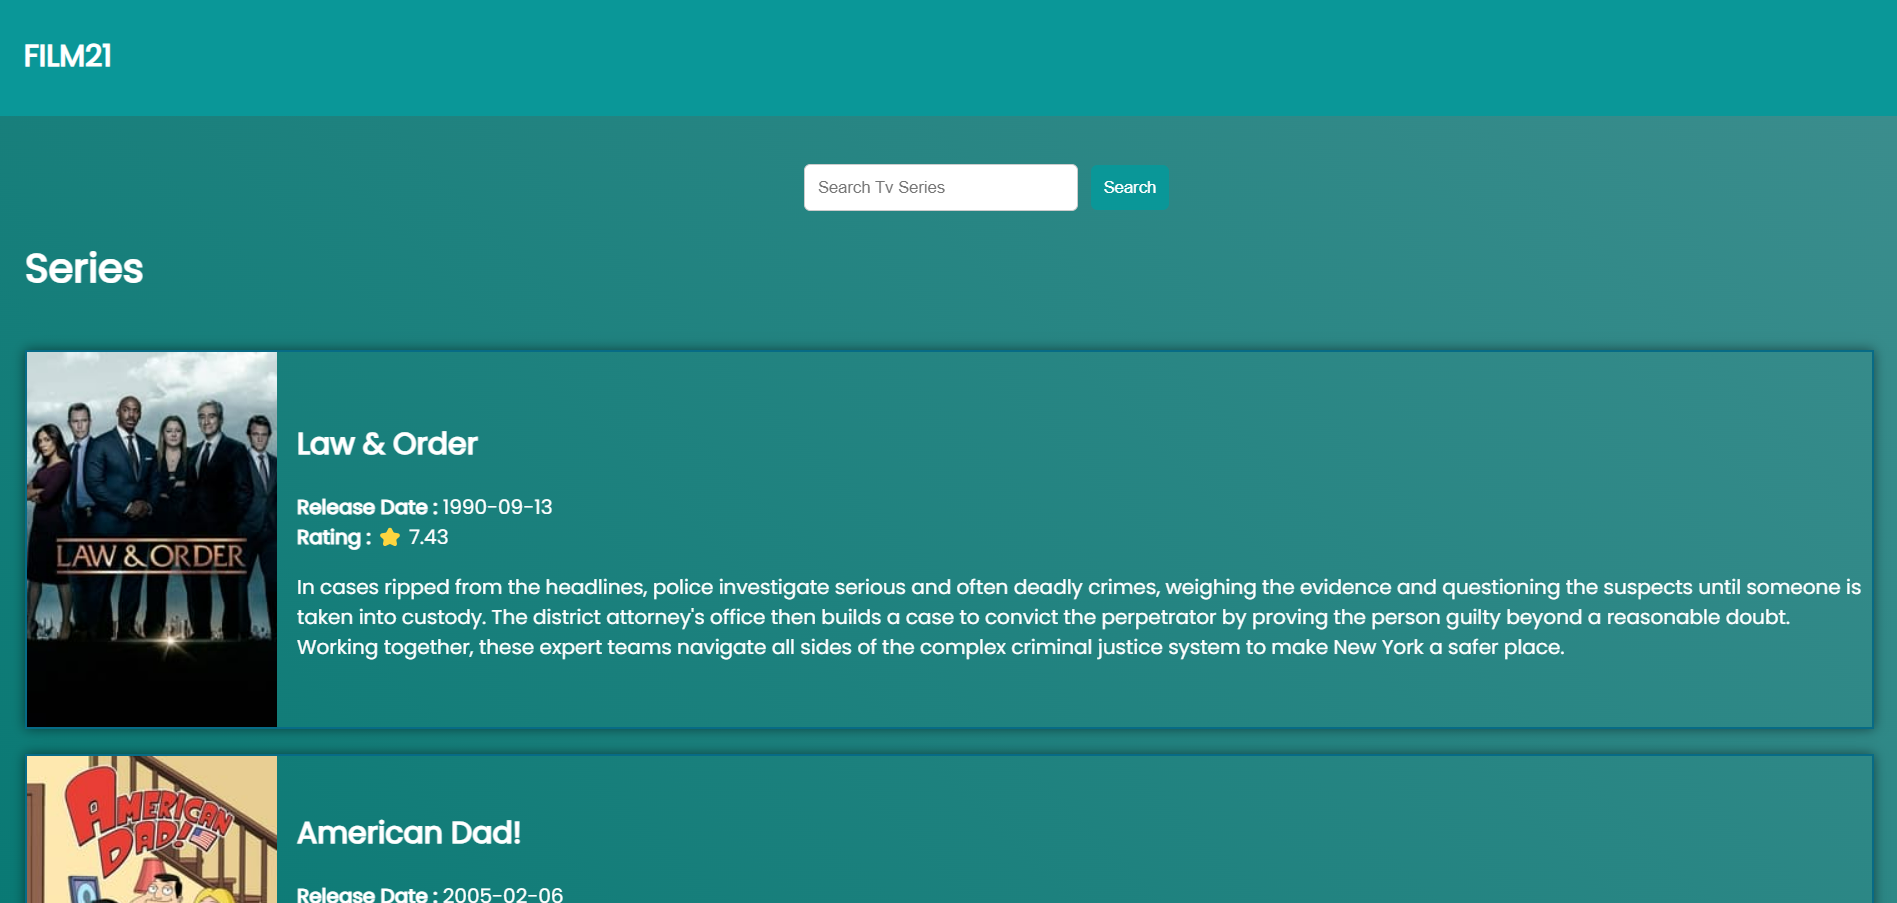 FILM21
Search Tv Series
Search
Series
LAW & ORDER
Law & Order
Release Date : 1990-09-13
Rating : 7.43
In cases ripped from the headlines, police investigate serious and often deadly crimes, weighing the evidence and questioning the suspects until someone is
taken into custody. The district attorney's office then builds a case to convict the perpetrator by proving the person guilty beyond a reasonable doubt.
Working together, these expert teams navigate all sides of the complex criminal justice system to make New York a safer place.
AMERICAN
DAD!
American Dad!
Release Date : 2005-02-06